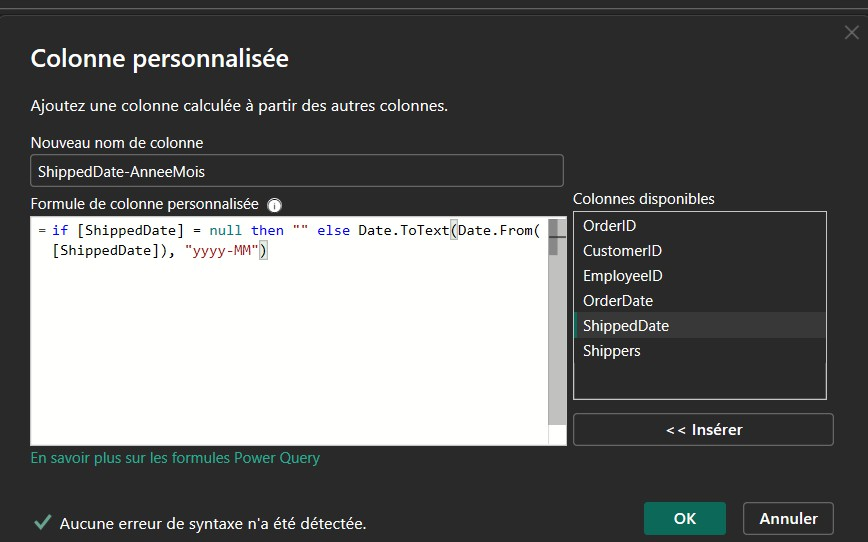 Colonne personnalisée
Ajoutez une colonne calculée à partir des autres colonnes.
Nouveau nom de colonne
ShippedDate-AnneeMois
Formule de colonne personnalisée
= if [ShippedDate] = null then "" else Date.ToText(Date.From(
[ShippedDate]), "yyyy-MM")
Colonnes disponibles
OrderID
CustomerID
EmployeeID
OrderDate
ShippedDate
Shippers
<< Insérer
En savoir plus sur les formules Power Query
Aucune erreur de syntaxe n'a été détectée.
OK
Annuler